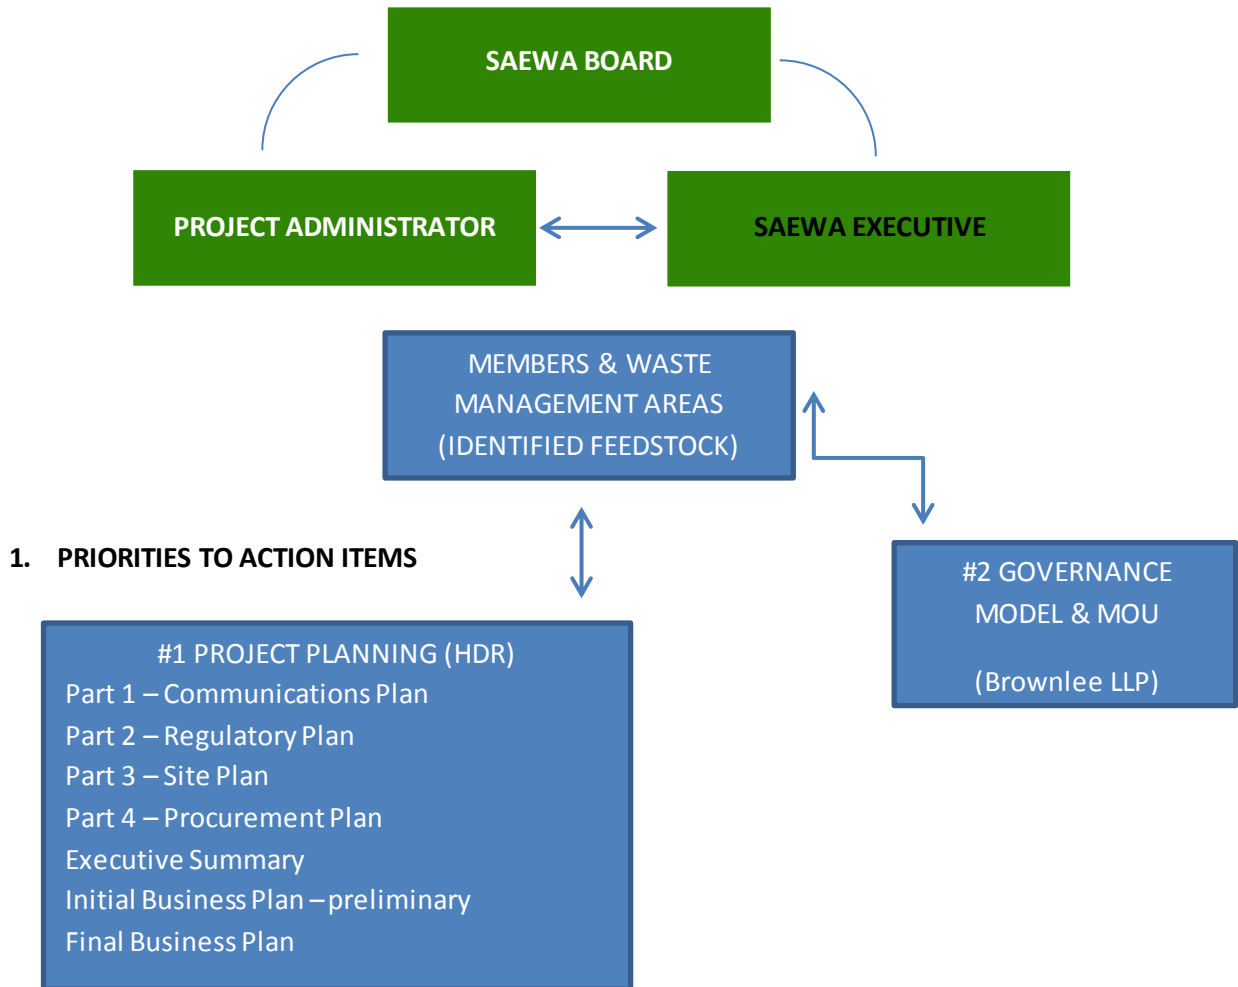 SAEWA BOARD
PROJECT ADMINISTRATOR
SAEWA EXECUTIVE
MEMBERS & WASTE
MANAGEMENT AREAS
(IDENTIFIED FEEDSTOCK)
1. PRIORITIES TO ACTION ITEMS
#2 GOVERNANCE
MODEL & MOU
(Brownlee LLP)
#1 PROJECT PLANNING (HDR)
Part 1 – Communications Plan
Part 2 – Regulatory Plan
Part 3 – Site Plan
Part 4 – Procurement Plan
Executive Summary
Initial Business Plan – preliminary
Final Business Plan